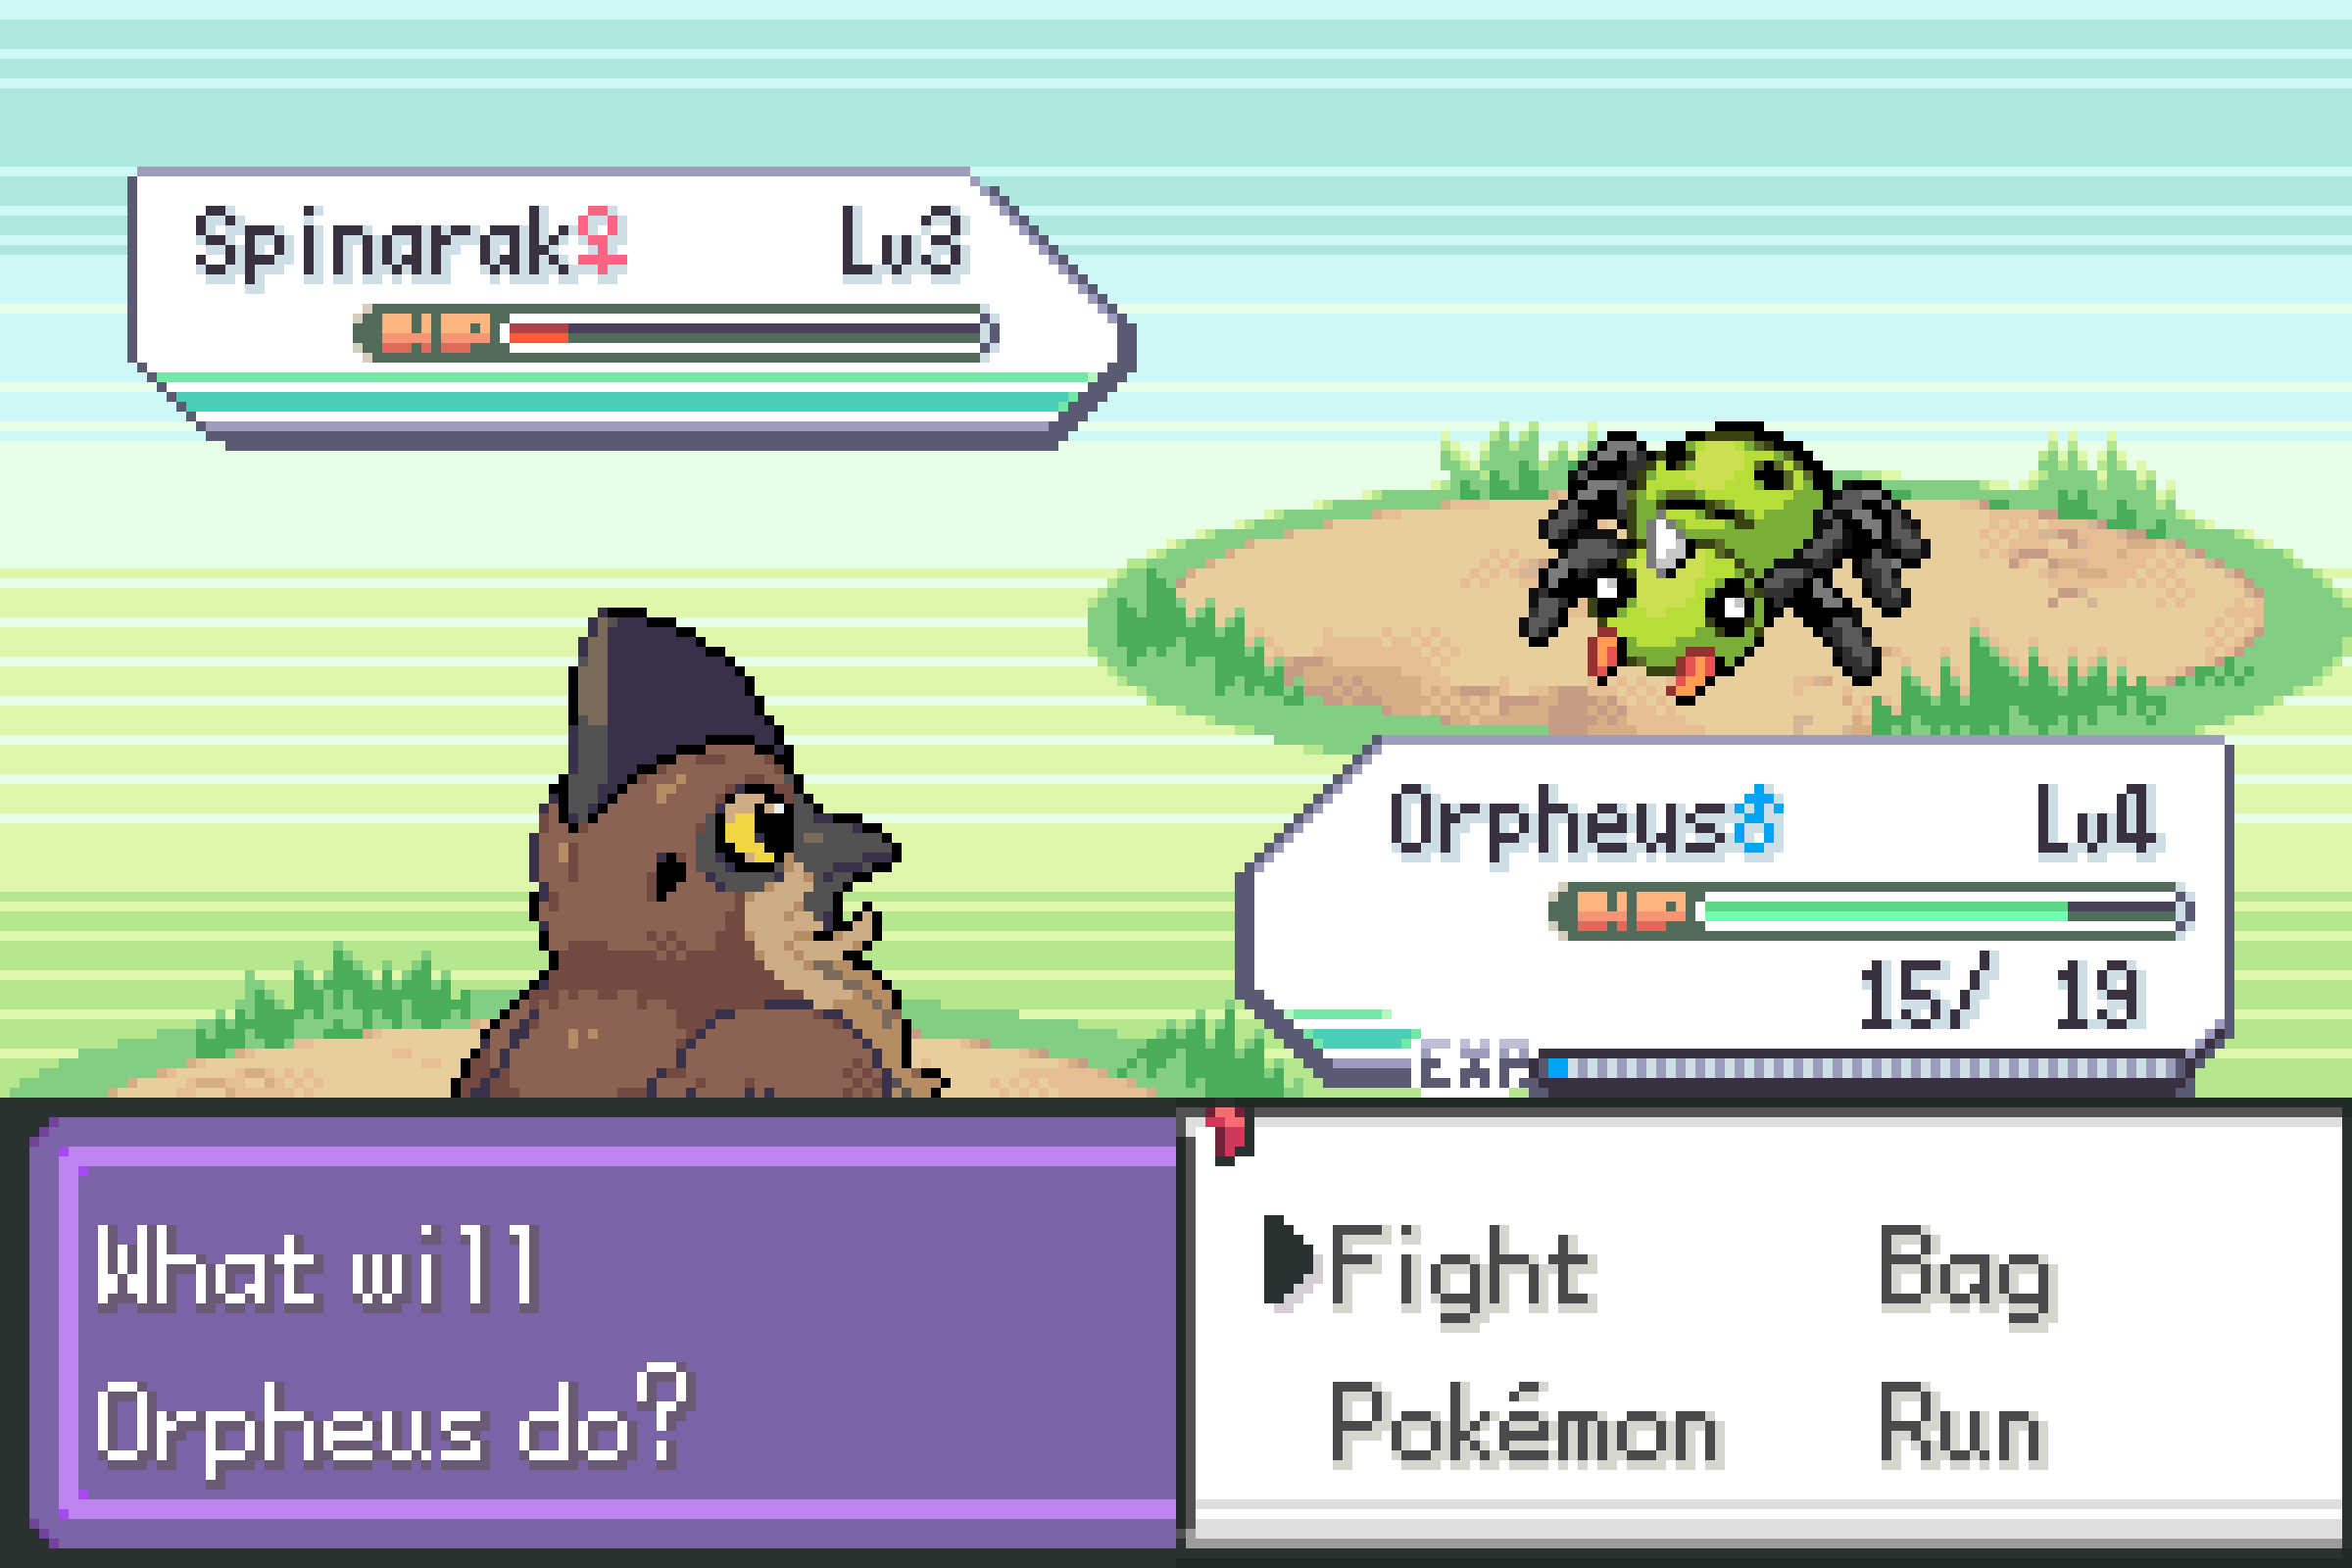 Spinarak♀ Lv3
HP
Orpheus♂ Lv4
HP
15/ 19
EXP
What will
Orpheus do?
Fight Bag
Pokémon Run